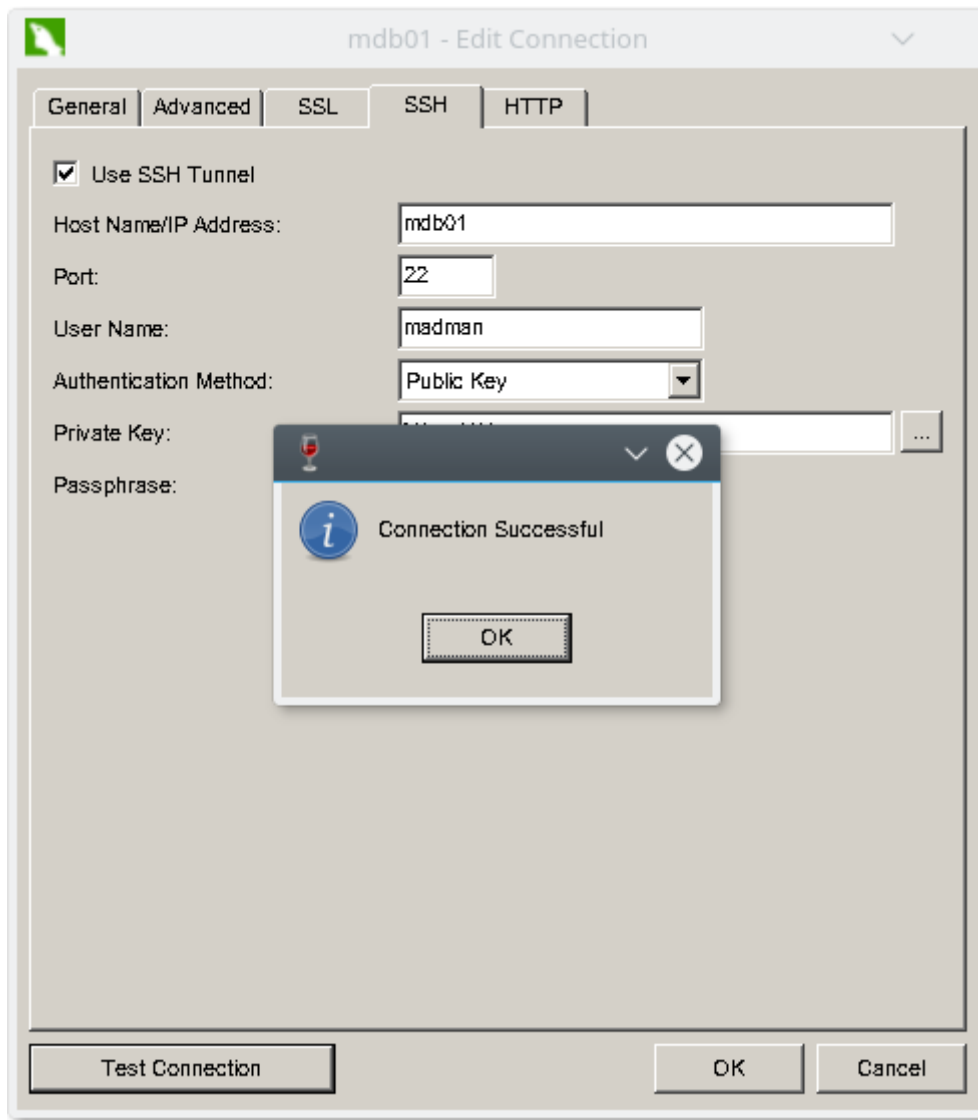 mdb01 - Edit Connection
General Advanced SSL SSH HTTP
Use SSH Tunnel
Host Name/IP Address: mdb01
Port: 22
User Name: madman
Authentication Method: Public Key
Private Key: ...
Passphrase:
Connection Successful
OK
Test Connection OK Cancel